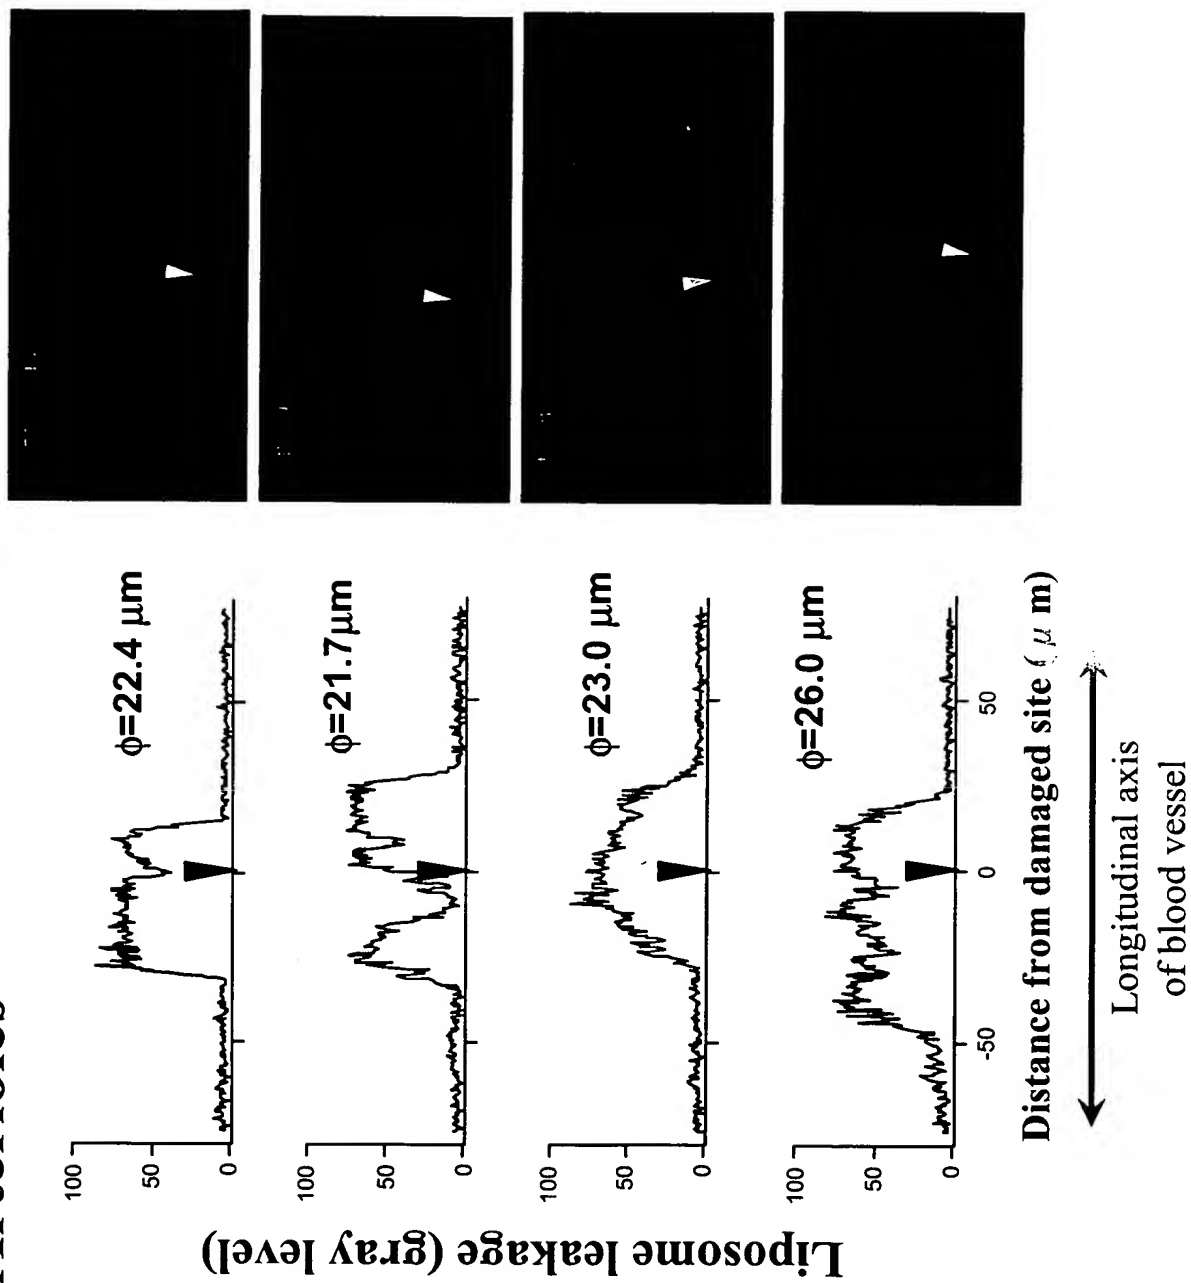 Arterioles
Liposome leakage (gray level)
100
50
0
ϕ=22.4 μm
100
50
0
ϕ=21.7μm
100
50
0
ϕ=23.0 μm
100
50
0
ϕ=26.0 μm
-50
0
50
Distance from damaged site ( μ m)
Longitudinal axis
of blood vessel